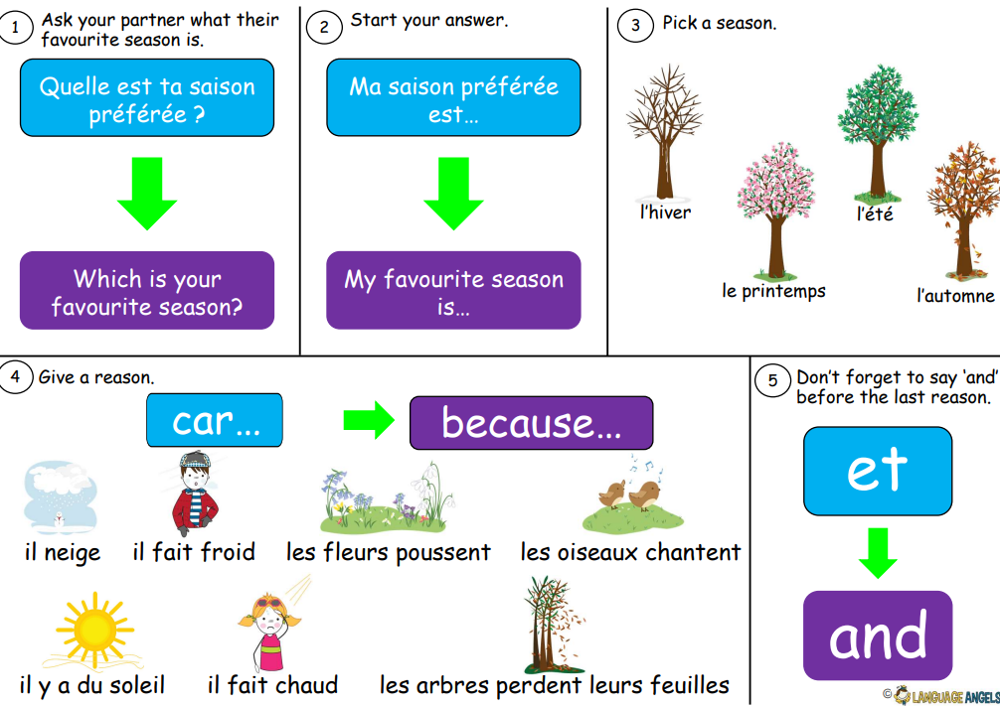 1
Ask your partner what their
favourite season is.
Quelle est ta saison
préférée ?
Which is your
favourite season?
2
Start your answer.
Ma saison préférée
est...
My favourite season
is...
3
Pick a season.
l'hiver
le printemps
l'été
l'automne
4
Give a reason.
car...
because...
il neige
il fait froid
les fleurs poussent
les oiseaux chantent
il y a du soleil
il fait chaud
les arbres perdent leurs feuilles
5
Don't forget to say 'and'
before the last reason.
et
and
© LANGUAGE ANGELS